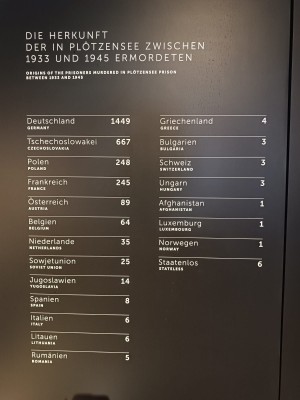 DIE HERKUNFT
DER IN PLÖTZENSEE ZWISCHEN
1933 UND 1945 ERMORDETEN
ORIGINS OF THE PRISONERS MURDERED IN PLÖTZENSEE PRISON
BETWEEN 1933 AND 1945
Deutschland 1449
GERMANY
Tschechoslowakei 667
CZECHOSLOVAKIA
Polen 248
POLAND
Frankreich 245
FRANCE
Österreich 89
AUSTRIA
Belgien 64
BELGIUM
Niederlande 35
NETHERLANDS
Sowjetunion 25
SOVIET UNION
Jugoslawien 14
YUGOSLAVIA
Spanien 8
SPAIN
Italien 6
ITALY
Litauen 6
LITHUANIA
Rumänien 5
ROMANIA
Griechenland 4
GREECE
Bulgarien 3
BULGARIA
Schweiz 3
SWITZERLAND
Ungarn 3
HUNGARY
Afghanistan 1
AFGHANISTAN
Luxemburg 1
LUXEMBOURG
Norwegen 1
NORWAY
Staatenlos 6
STATELESS